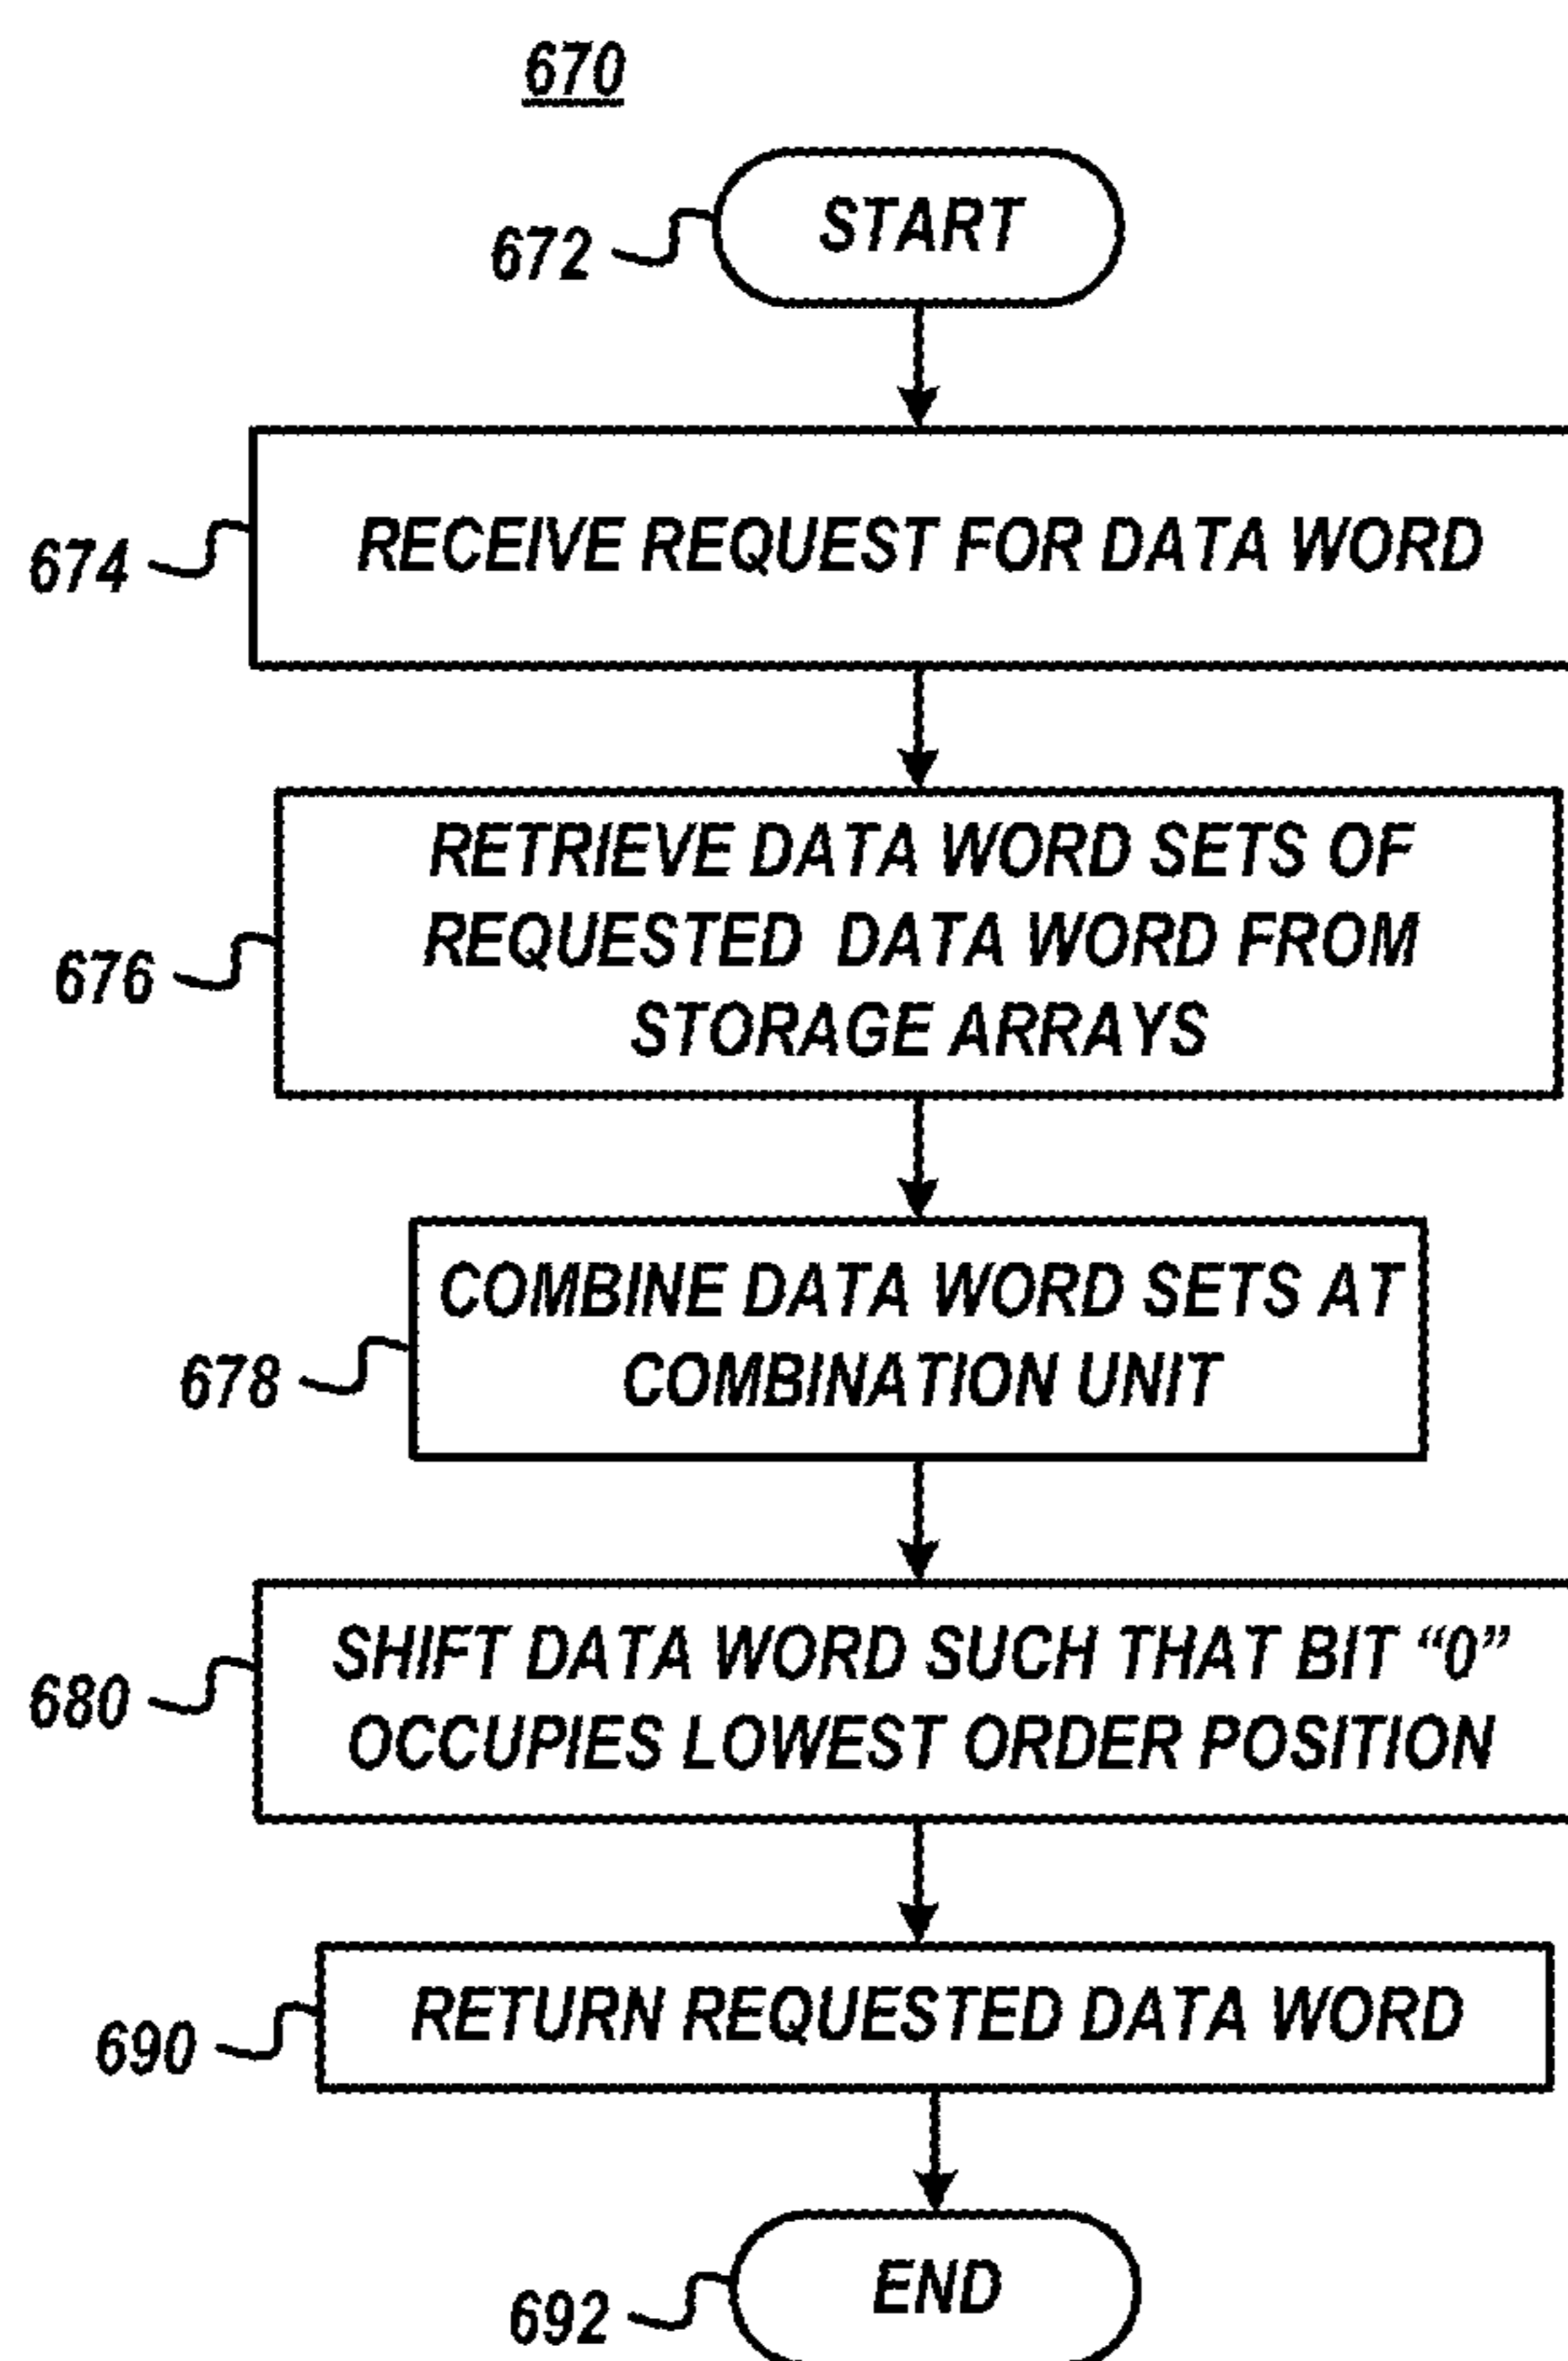 670
START
672
RECEIVE REQUEST FOR DATA WORD
674
RETRIEVE DATA WORD SETS OF
REQUESTED DATA WORD FROM
STORAGE ARRAYS
676
COMBINE DATA WORD SETS AT
COMBINATION UNIT
678
SHIFT DATA WORD SUCH THAT BIT “0”
OCCUPIES LOWEST ORDER POSITION
680
RETURN REQUESTED DATA WORD
690
END
692